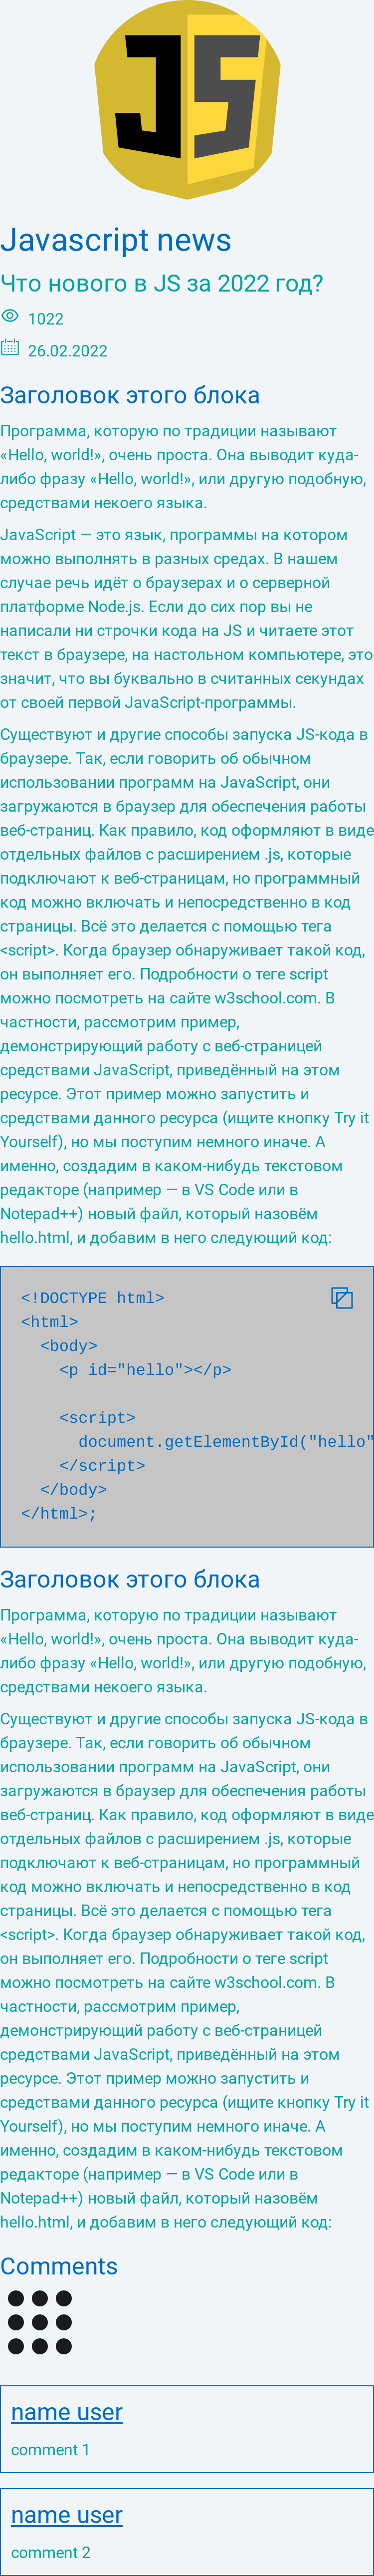 JS
Javascript news
Что нового в JS за 2022 год?
1022
26.02.2022
Заголовок этого блока
Программа, которую по традиции называют
«Hello, world!», очень проста. Она выводит куда-
либо фразу «Hello, world!», или другую подобную,
средствами некоего языка.
JavaScript — это язык, программы на котором
можно выполнять в разных средах. В нашем
случае речь идёт о браузерах и о серверной
платформе Node.js. Если до сих пор вы не
написали ни строчки кода на JS и читаете этот
текст в браузере, на настольном компьютере, это
значит, что вы буквально в считанных секундах
от своей первой JavaScript-программы.
Существуют и другие способы запуска JS-кода в
браузере. Так, если говорить об обычном
использовании программ на JavaScript, они
загружаются в браузер для обеспечения работы
веб-страниц. Как правило, код оформляют в виде
отдельных файлов с расширением .js, которые
подключают к веб-страницам, но программный
код можно включать и непосредственно в код
страницы. Всё это делается с помощью тега
<script>. Когда браузер обнаруживает такой код,
он выполняет его. Подробности о теге script
можно посмотреть на сайте w3school.com. В
частности, рассмотрим пример,
демонстрирующий работу с веб-страницей
средствами JavaScript, приведённый на этом
ресурсе. Этот пример можно запустить и
средствами данного ресурса (ищите кнопку Try it
Yourself), но мы поступим немного иначе. А
именно, создадим в каком-нибудь текстовом
редакторе (например — в VS Code или в
Notepad++) новый файл, который назовём
hello.html, и добавим в него следующий код:
<!DOCTYPE html>
<html>
<body>
<p id="hello"></p>
<script>
document.getElementById("hello"
</script>
</body>
</html>;
Заголовок этого блока
Программа, которую по традиции называют
«Hello, world!», очень проста. Она выводит куда-
либо фразу «Hello, world!», или другую подобную,
средствами некоего языка.
Существуют и другие способы запуска JS-кода в
браузере. Так, если говорить об обычном
использовании программ на JavaScript, они
загружаются в браузер для обеспечения работы
веб-страниц. Как правило, код оформляют в виде
отдельных файлов с расширением .js, которые
подключают к веб-страницам, но программный
код можно включать и непосредственно в код
страницы. Всё это делается с помощью тега
<script>. Когда браузер обнаруживает такой код,
он выполняет его. Подробности о теге script
можно посмотреть на сайте w3school.com. В
частности, рассмотрим пример,
демонстрирующий работу с веб-страницей
средствами JavaScript, приведённый на этом
ресурсе. Этот пример можно запустить и
средствами данного ресурса (ищите кнопку Try it
Yourself), но мы поступим немного иначе. А
именно, создадим в каком-нибудь текстовом
редакторе (например — в VS Code или в
Notepad++) новый файл, который назовём
hello.html, и добавим в него следующий код:
Comments
name user
comment 1
name user
comment 2